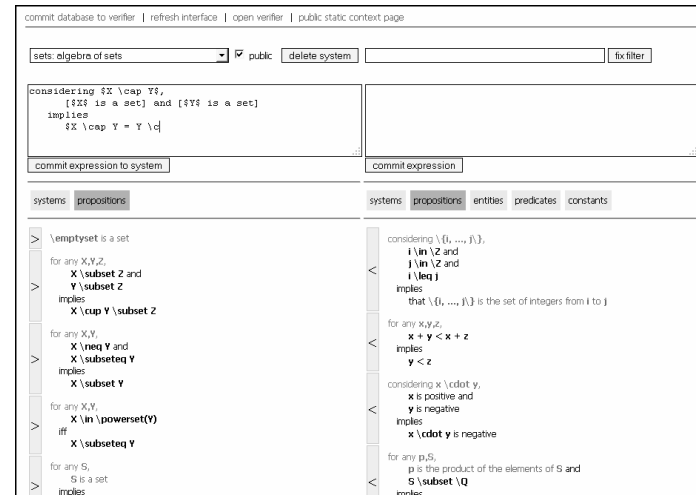 commit database to verifier | refresh interface | open verifier | public static context page
sets: algebra of sets
public
delete system
fix filter
considering $X \cap Y$,
[$X$ is a set] and [$Y$ is a set]
implies
$X \cap Y = Y \c
commit expression to system
commit expression
systems propositions
systems propositions entities predicates constants
> \emptyset is a set
for any X,Y,Z,
X \subset Z and
> Y \subset Z
implies
X \cup Y \subset Z
for any X,Y,
X \neq Y and
> X \subseteq Y
implies
X \subset Y
for any X,Y,
X \in \powerset(Y)
> iff
X \subseteq Y
for any S,
S is a set
> implies
considering \{i, ..., j\},
i \in \Z and
j \in \Z and
< i \leq j
implies
that \{i, ..., j\} is the set of integers from i to j
for any x,y,z,
x + y < x + z
< implies
y < z
considering x \cdot y,
x is positive and
< y is negative
implies
x \cdot y is negative
for any p,S,
p is the product of the elements of S and
< S \subset \Q
implies